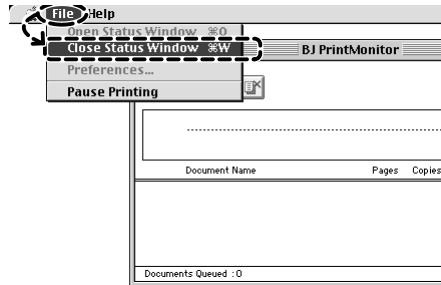 File Help
Open Status Window ⌘O
Close Status Window ⌘W
Preferences...
Pause Printing
BJ PrintMonitor
Document Name Pages Copies
Documents Queued : 0